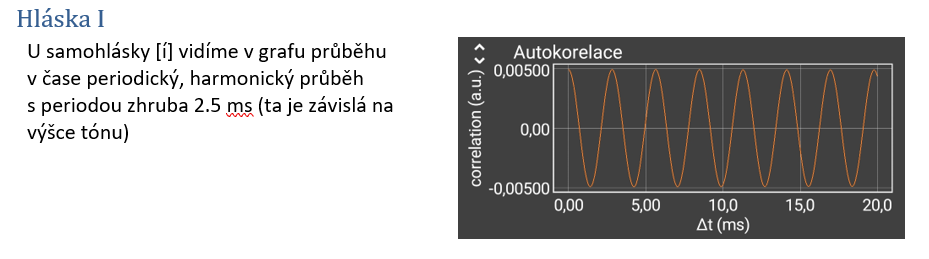 Hláska I
U samohlásky [í] vidíme v grafu průběhu
v čase periodický, harmonický průběh
s periodou zhruba 2.5 ms (ta je závislá na
výšce tónu)
Autokorelace
correlation (a.u.)
0,00500
0,00
-0,00500
0,00 5,00 10,0 15,0 20,0
Δt (ms)